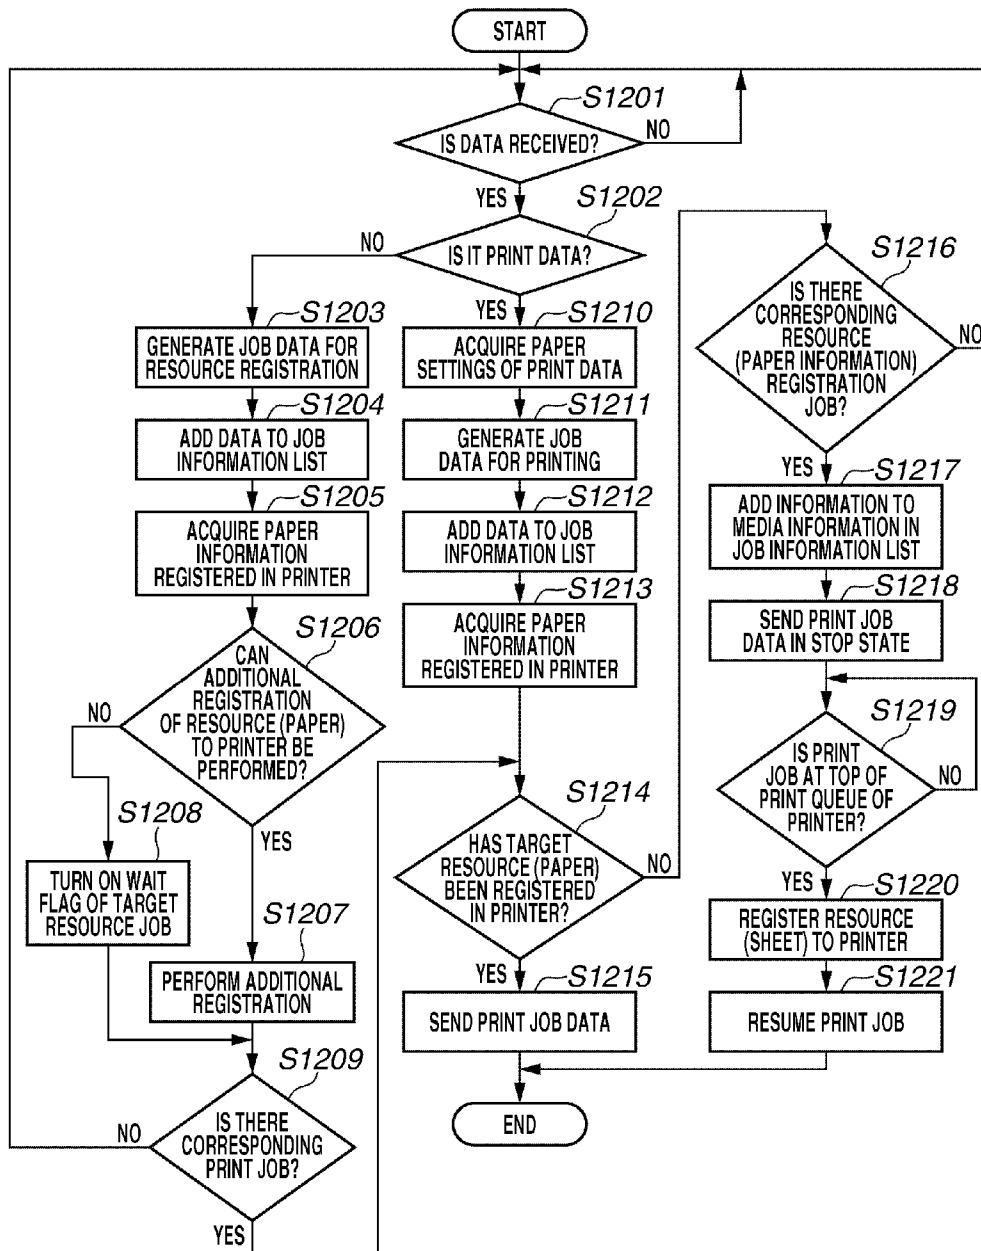 START
S1201
IS DATA RECEIVED?
NO
YES
S1202
IS IT PRINT DATA?
NO
YES
S1203
GENERATE JOB DATA FOR
RESOURCE REGISTRATION
S1204
ADD DATA TO JOB
INFORMATION LIST
S1205
ACQUIRE PAPER
INFORMATION
REGISTERED IN PRINTER
S1206
CAN
ADDITIONAL
REGISTRATION
OF RESOURCE (PAPER)
TO PRINTER BE
PERFORMED?
NO
YES
S1208
TURN ON WAIT
FLAG OF TARGET
RESOURCE JOB
S1207
PERFORM ADDITIONAL
REGISTRATION
S1209
IS THERE
CORRESPONDING
PRINT JOB?
NO
YES
S1210
ACQUIRE PAPER
SETTINGS OF PRINT DATA
S1211
GENERATE JOB
DATA FOR PRINTING
S1212
ADD DATA TO JOB
INFORMATION LIST
S1213
ACQUIRE PAPER
INFORMATION
REGISTERED IN PRINTER
S1214
HAS TARGET
RESOURCE (PAPER)
BEEN REGISTERED
IN PRINTER?
NO
YES
S1215
SEND PRINT JOB DATA
END
S1216
IS THERE
CORRESPONDING
RESOURCE
(PAPER INFORMATION)
REGISTRATION
JOB?
NO
YES
S1217
ADD INFORMATION TO
MEDIA INFORMATION IN
JOB INFORMATION LIST
S1218
SEND PRINT JOB
DATA IN STOP STATE
S1219
IS PRINT
JOB AT TOP OF
PRINT QUEUE OF
PRINTER?
NO
YES
S1220
REGISTER RESOURCE
(SHEET) TO PRINTER
S1221
RESUME PRINT JOB